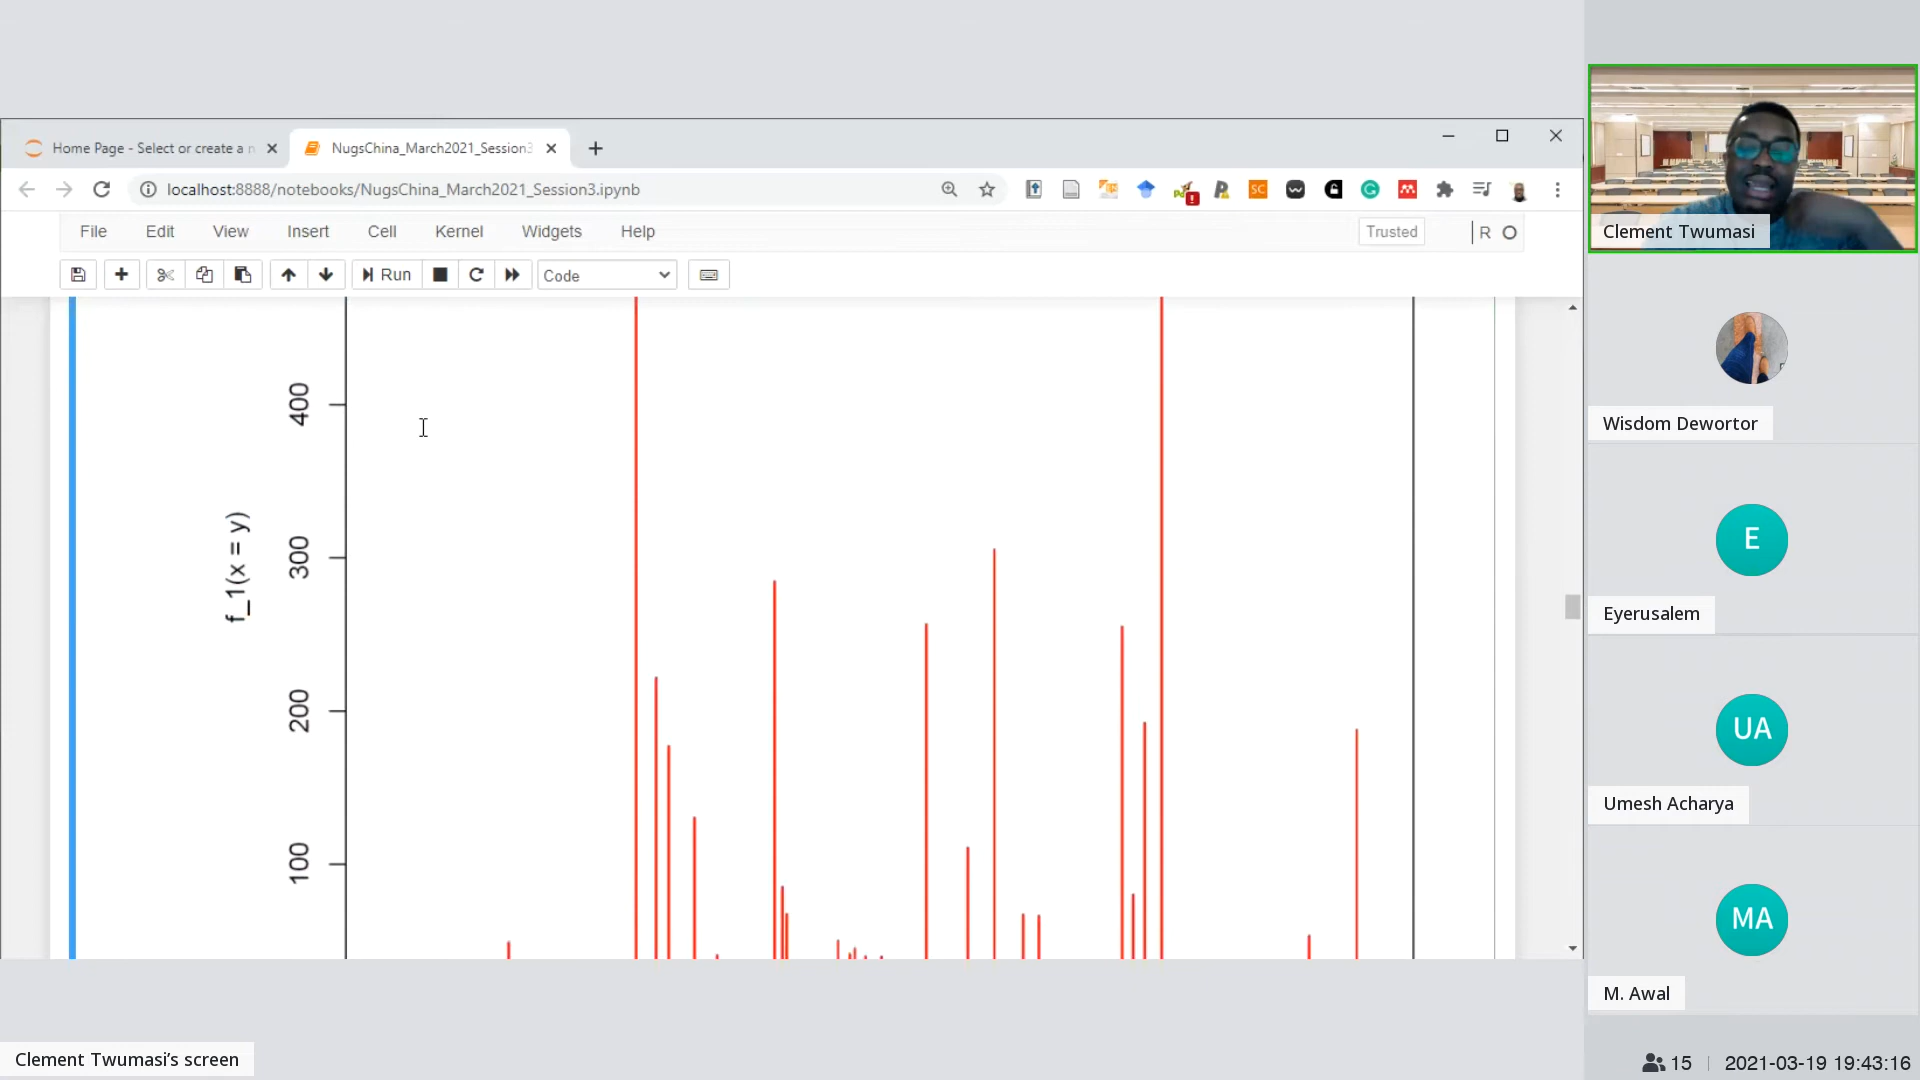 Home Page - Select or create a n
NugsChina_March2021_Session3
localhost:8888/notebooks/NugsChina_March2021_Session3.ipynb
SC
File Edit View Insert Cell Kernel Widgets Help
Trusted
R
Run
Code
400
300
200
100
f_1(x = y)
Clement Twumasi
Wisdom Dewortor
E
Eyerusalem
UA
Umesh Acharya
MA
M. Awal
Clement Twumasi's screen
15
2021-03-19 19:43:16